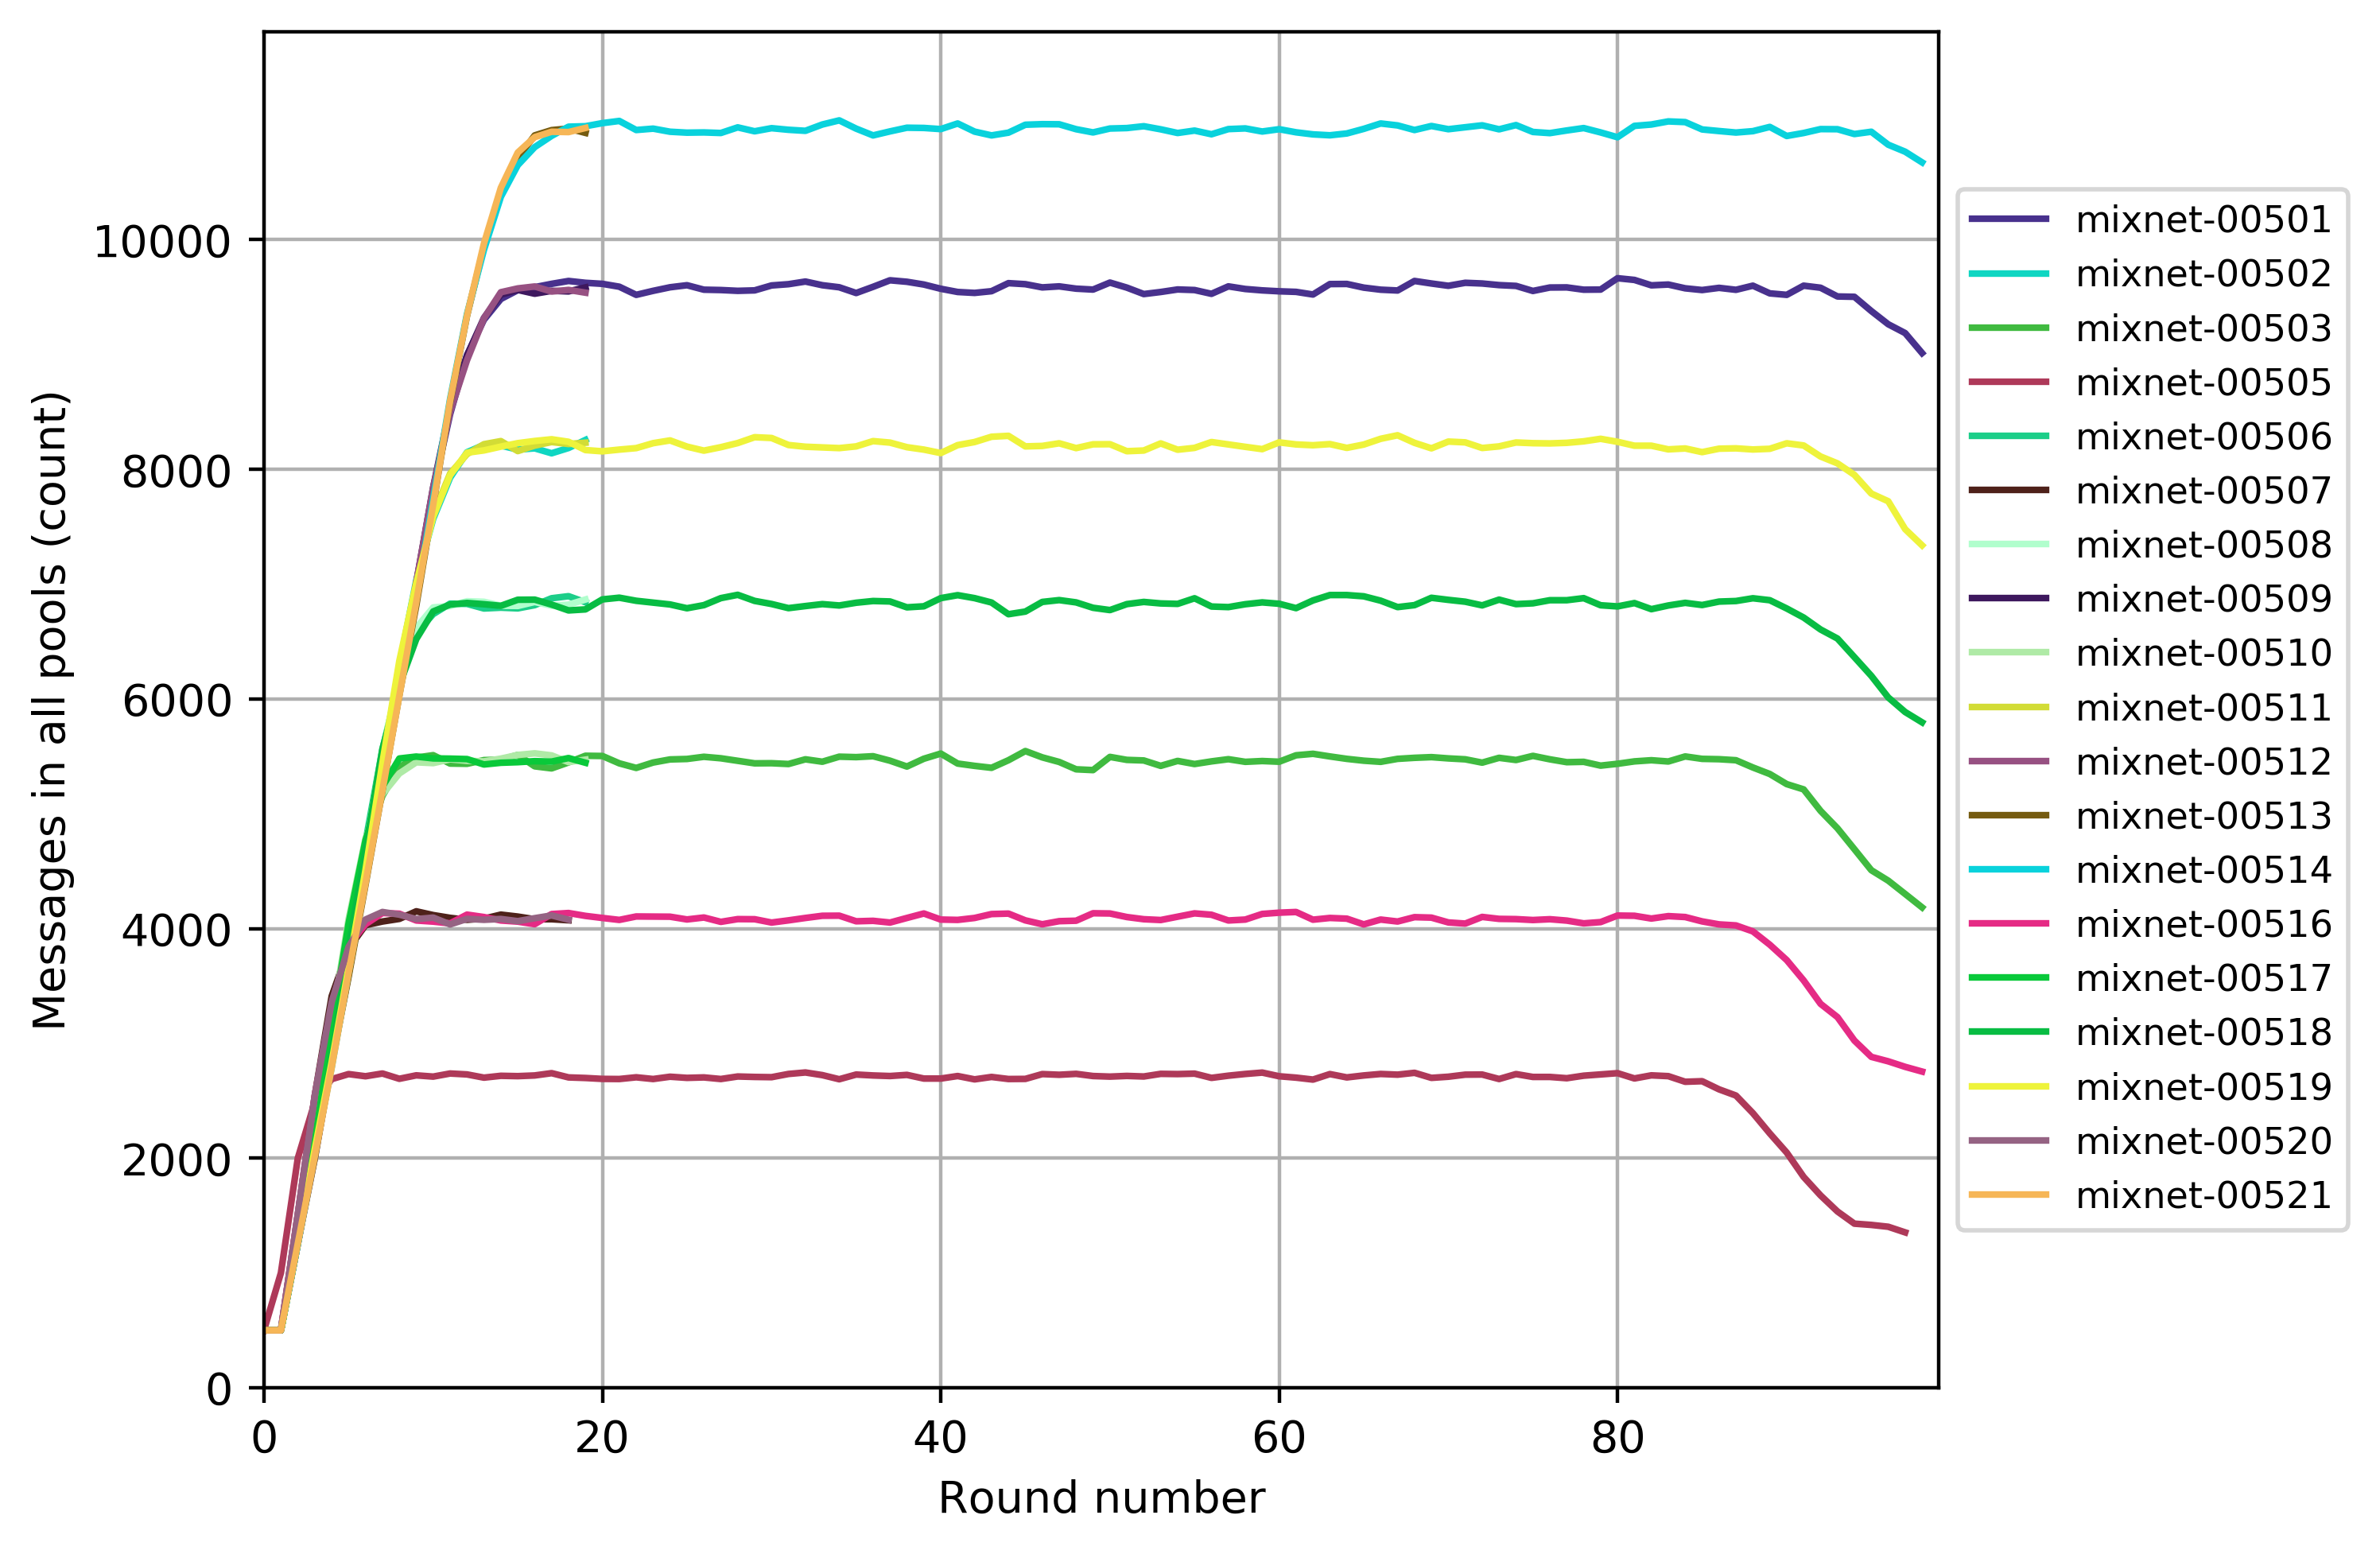 10000
8000
6000
4000
2000
0
Messages in all pools (count)
0 20 40 60 80
Round number
mixnet-00501
mixnet-00502
mixnet-00503
mixnet-00505
mixnet-00506
mixnet-00507
mixnet-00508
mixnet-00509
mixnet-00510
mixnet-00511
mixnet-00512
mixnet-00513
mixnet-00514
mixnet-00516
mixnet-00517
mixnet-00518
mixnet-00519
mixnet-00520
mixnet-00521